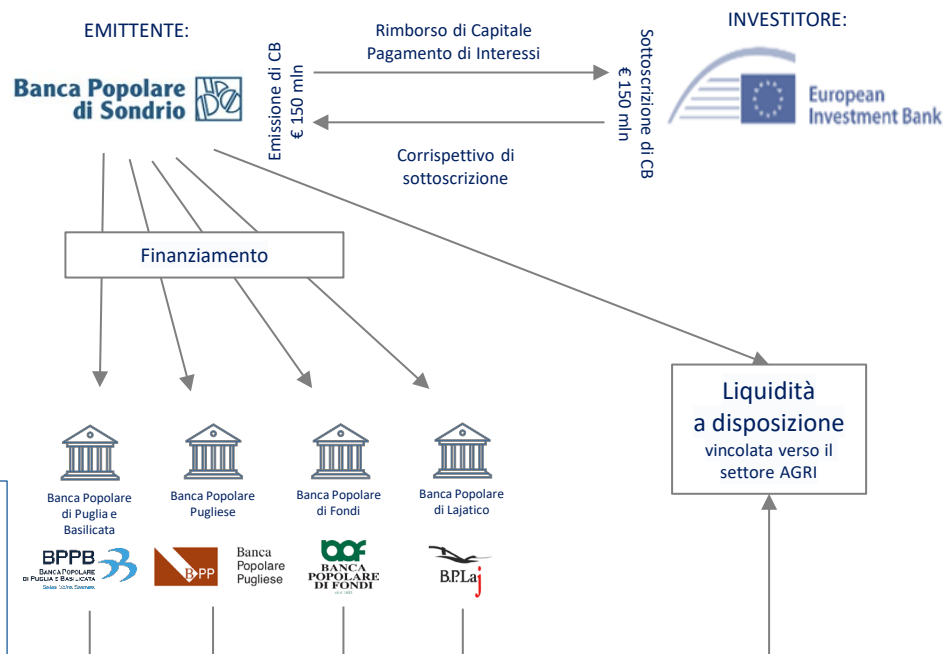 EMITTENTE:
Banca Popolare
di Sondrio
Emissione di CB
€ 150 mln
Rimborso di Capitale
Pagamento di Interessi
Corrispettivo di
sottoscrizione
Sottoscrizione di CB
€ 150 mln
INVESTITORE:
European
Investment Bank
Finanziamento
Liquidità
a disposizione
vincolata verso il
settore AGRI
Banca Popolare
di Puglia e
Basilicata
Banca Popolare
Pugliese
Banca Popolare
di Fondi
Banca Popolare
di Lajatico
BPPB
BANCA POPOLARE
DI PUGLIA E BASILICATA
BPP
Banca
Popolare
Pugliese
BANCA
POPOLARE
DI FONDI
B.P.Laj